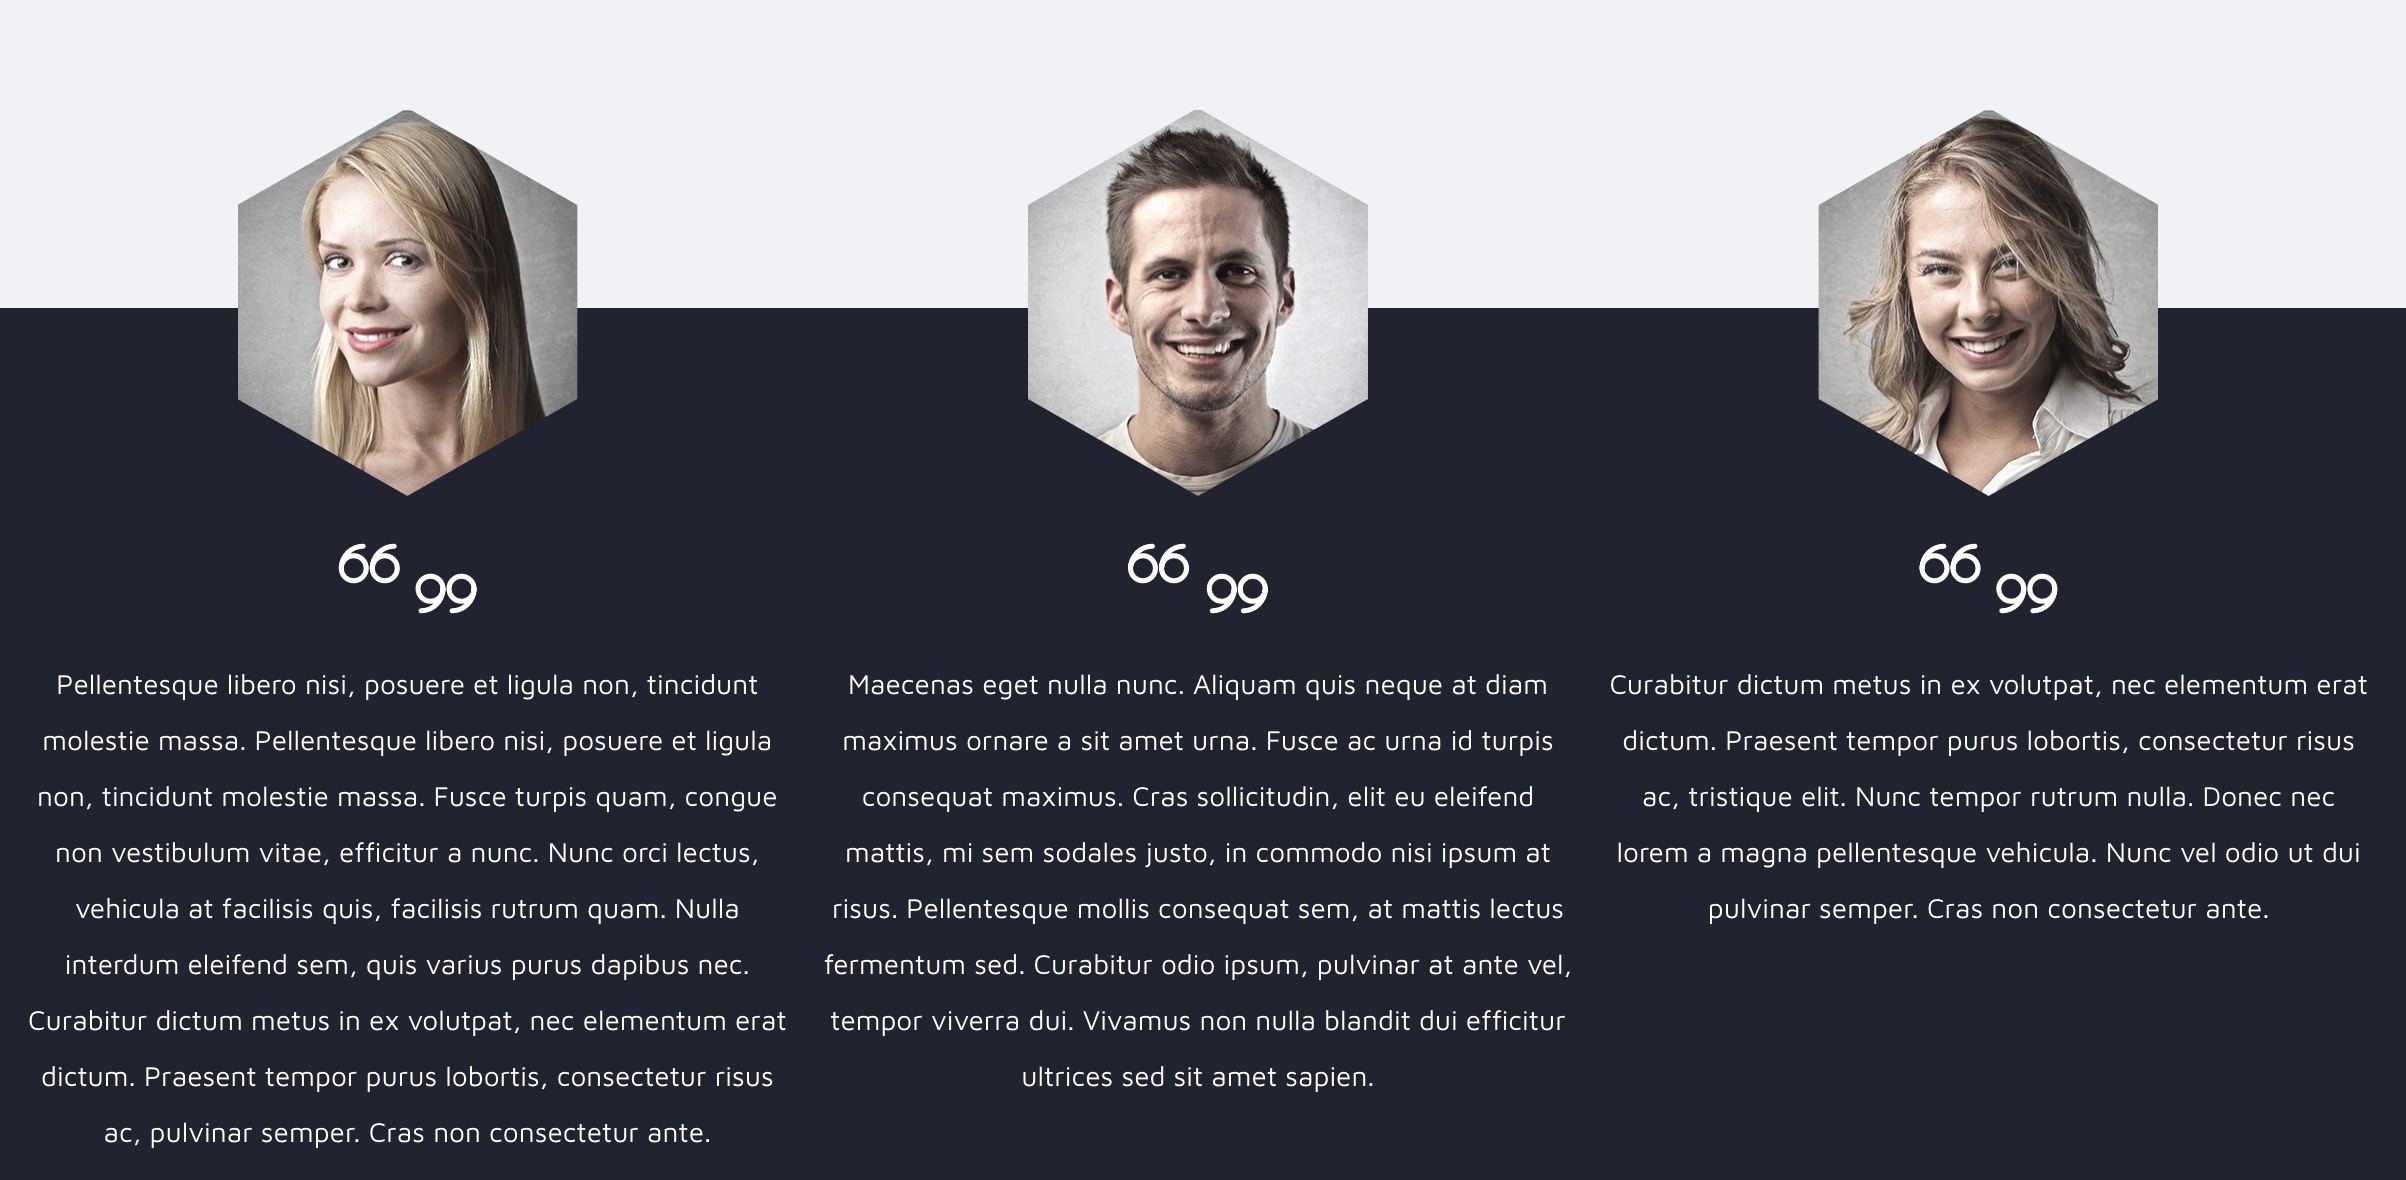 66 99
Pellentesque libero nisi, posuere et ligula non, tincidunt
molestie massa. Pellentesque libero nisi, posuere et ligula
non, tincidunt molestie massa. Fusce turpis quam, congue
non vestibulum vitae, efficitur a nunc. Nunc orci lectus,
vehicula at facilisis quis, facilisis rutrum quam. Nulla
interdum eleifend sem, quis varius purus dapibus nec.
Curabitur dictum metus in ex volutpat, nec elementum erat
dictum. Praesent tempor purus lobortis, consectetur risus
ac, pulvinar semper. Cras non consectetur ante.
66 99
Maecenas eget nulla nunc. Aliquam quis neque at diam
maximus ornare a sit amet urna. Fusce ac urna id turpis
consequat maximus. Cras sollicitudin, elit eu eleifend
mattis, mi sem sodales justo, in commodo nisi ipsum at
risus. Pellentesque mollis consequat sem, at mattis lectus
fermentum sed. Curabitur odio ipsum, pulvinar at ante vel,
tempor viverra dui. Vivamus non nulla blandit dui efficitur
ultrices sed sit amet sapien.
66 99
Curabitur dictum metus in ex volutpat, nec elementum erat
dictum. Praesent tempor purus lobortis, consectetur risus
ac, tristique elit. Nunc tempor rutrum nulla. Donec nec
lorem a magna pellentesque vehicula. Nunc vel odio ut dui
pulvinar semper. Cras non consectetur ante.